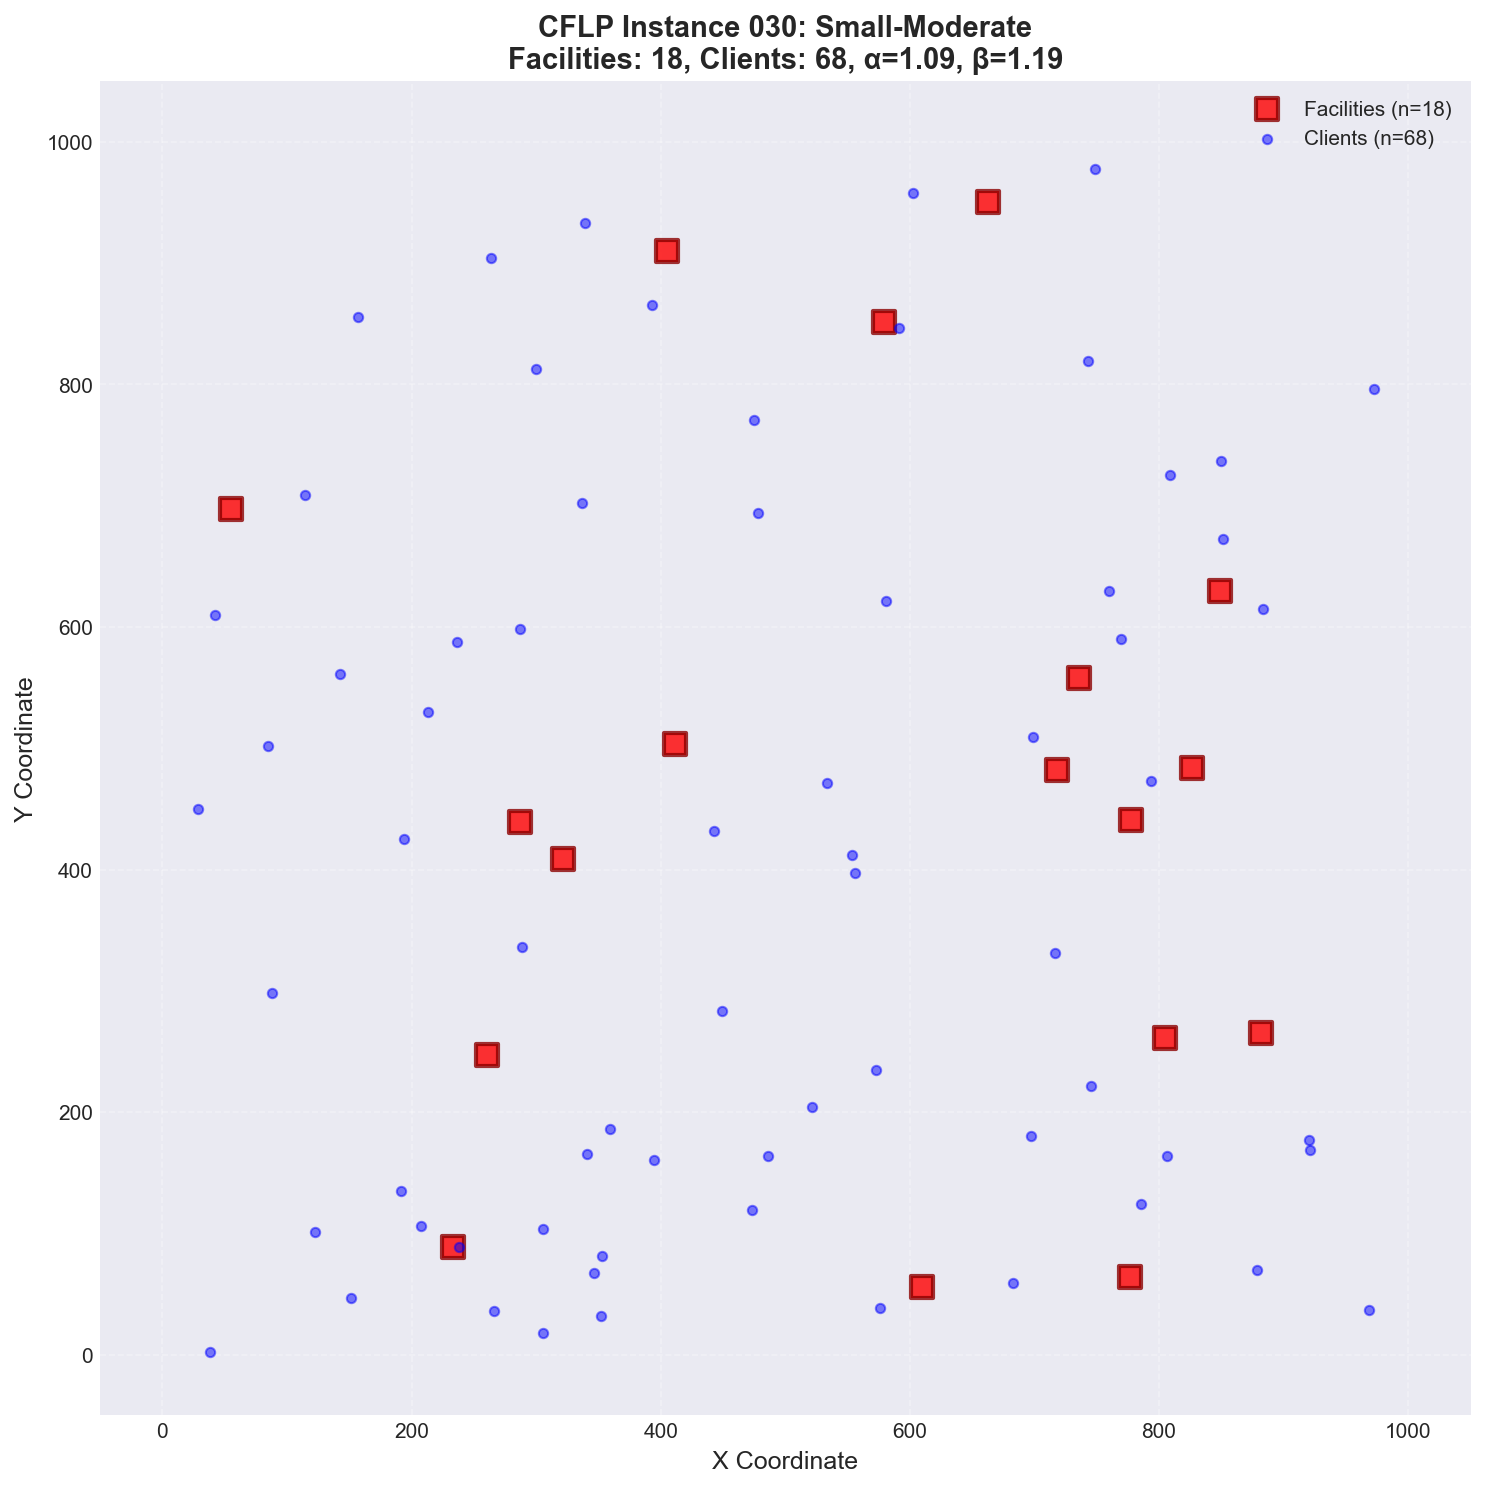 CFLP Instance 030: Small-Moderate
Facilities: 18, Clients: 68, α=1.09, β=1.19
Facilities (n=18)
Clients (n=68)
Y Coordinate
1000
800
600
400
200
0
0
200
400
600
800
1000
X Coordinate